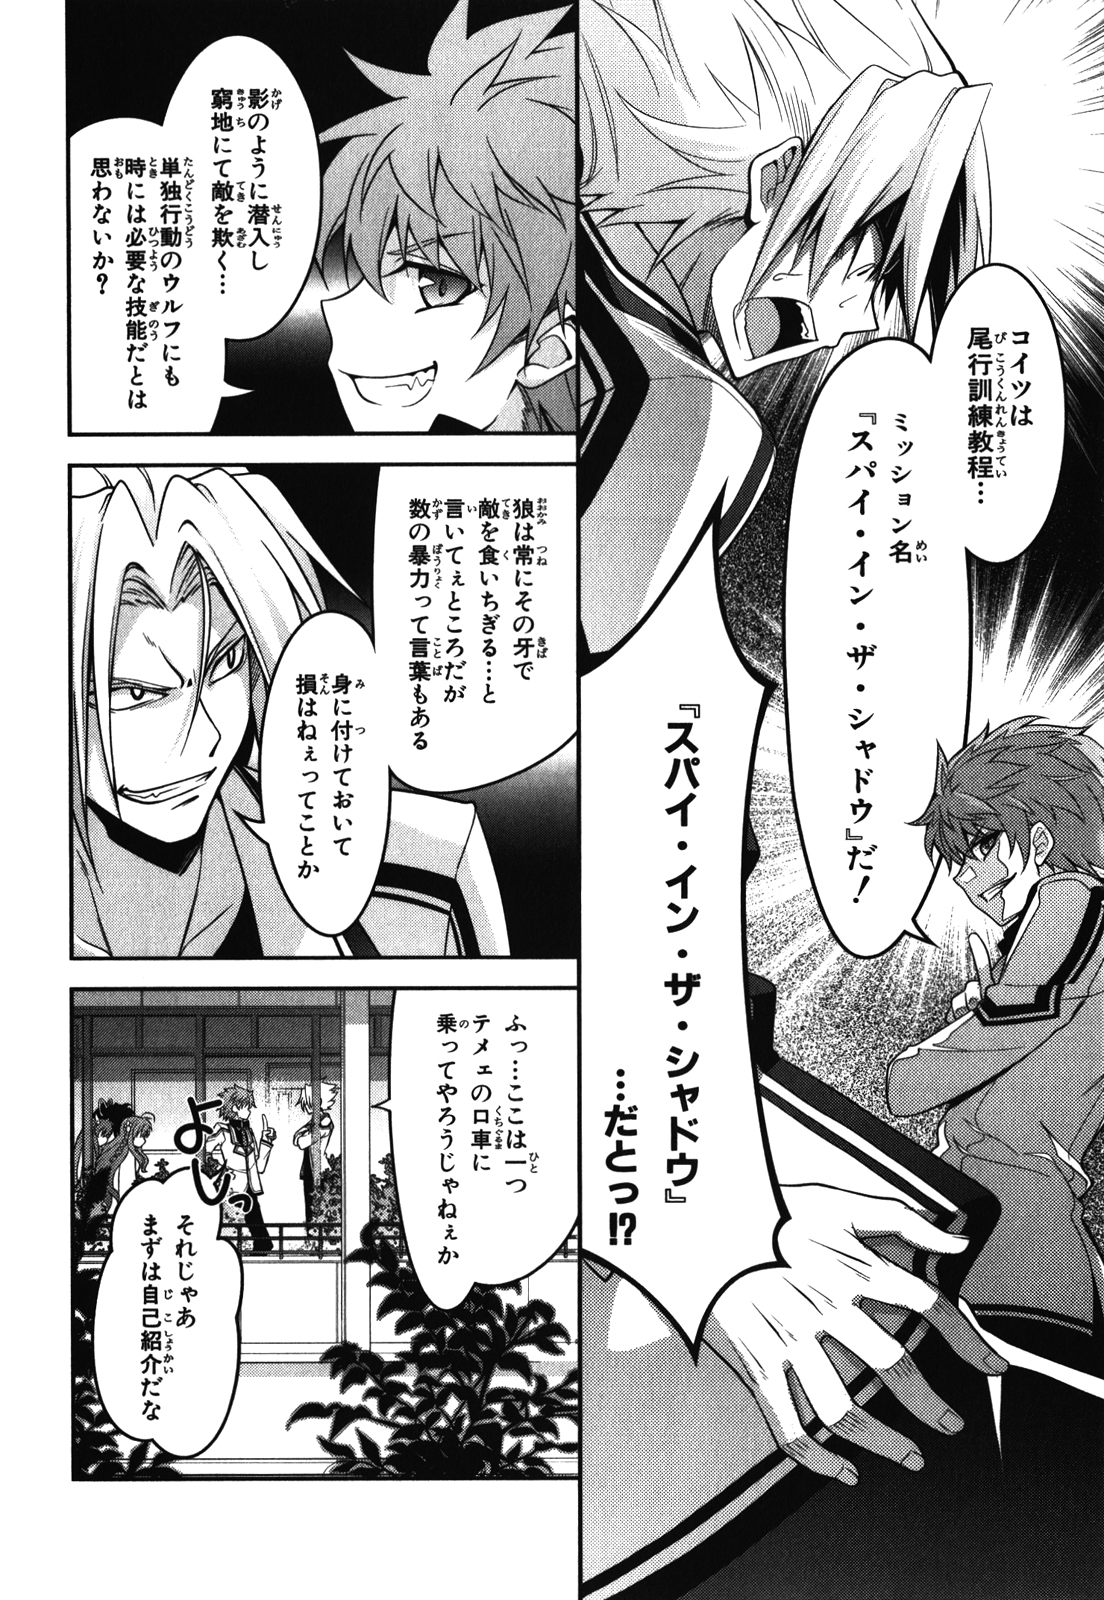 コイツは
尾行訓練教程…
ミッション名
『スパイ・イン・ザ・シャドウ』だ！
『スパイ・イン・ザ・シャドウ』
…だとっ!?
影のように潜入し
窮地にて敵を欺く…
単独行動のウルフにも
時には必要な技能だとは
思わないか？
狼は常にその牙で
敵を食いちぎる…と
言いてぇところだが
数の暴力って言葉もある
身に付けておいて
損はねぇってことか
ふっ…ここは一つ
テメェの口車に
乗ってやろうじゃねぇか
よしっ
それじゃあ
まずは自己紹介だな